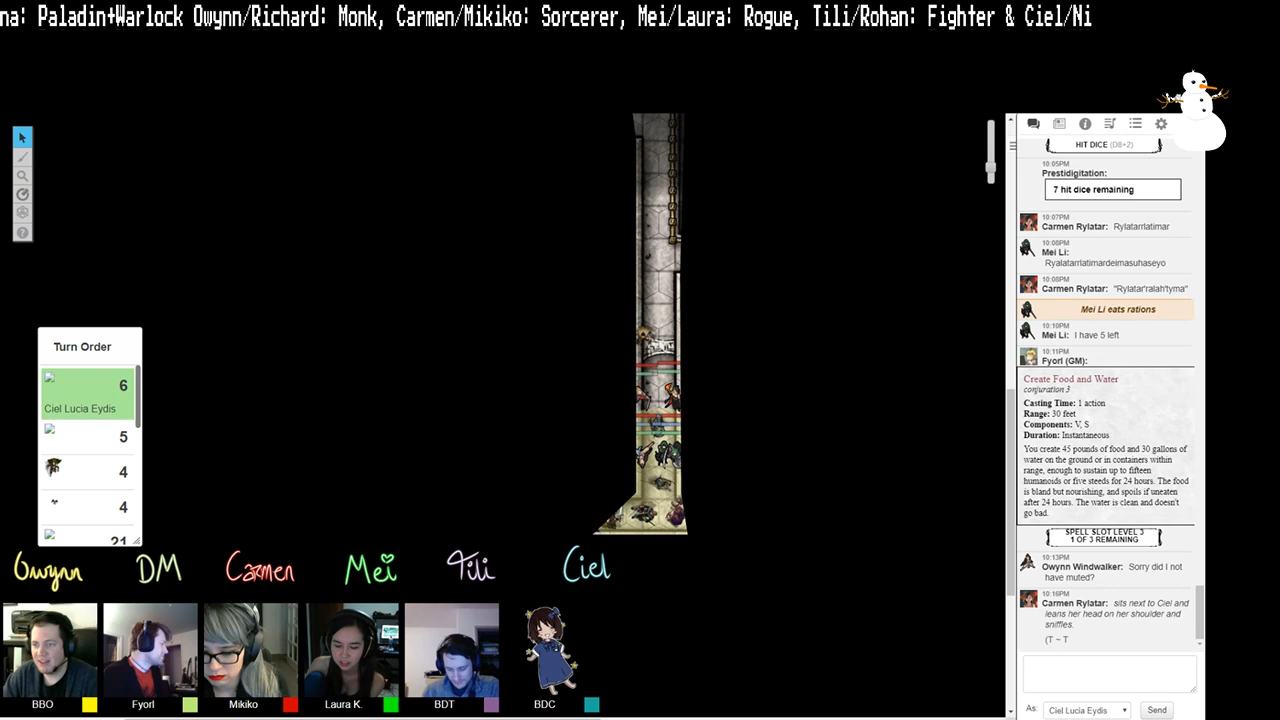 na: Paladin+Warlock Owynn/Richard: Monk, Carmen/Mikiko: Sorcerer, Mei/Laura: Rogue, Tili/Rohan: Fighter & Ciel/Ni
HIT DICE (D8+2)
10:05PM
Prestidigitation:
7 hit dice remaining
10:07PM
Carmen Rylatar: Rylatarrlatimar
10:08PM
Mei Li:
Ryalatarrlatimardeimasuhaseyo
10:08PM
Carmen Rylatar: "Rylatar'ralah'tyma"
Mei Li eats rations
10:10PM
Mei Li: I have 5 left
10:11PM
Fyorl (GM):
Create Food and Water
conjuration 3
Casting Time: 1 action
Range: 30 feet
Components: V, S
Duration: Instantaneous
You create 45 pounds of food and 30 gallons of
water on the ground or in containers within
range, enough to sustain up to fifteen
humanoids or five steeds for 24 hours. The food
is bland but nourishing, and spoils if uneaten
after 24 hours. The water is clean and doesn't
go bad.
SPELL SLOT LEVEL 3
1 OF 3 REMAINING
10:13PM
Owynn Windwalker: Sorry did I not
have muted?
10:16PM
Carmen Rylatar: sits next to Ciel and
leans her head on her shoulder and
sniffles.
(T ~ T
As: Ciel Lucia Eydis Send
Turn Order
6
Ciel Lucia Eydis
5
4
4
21
Owynn DM Carmen Mei Tili Ciel
BBO Fyorl Mikiko Laura K. BDT BDC